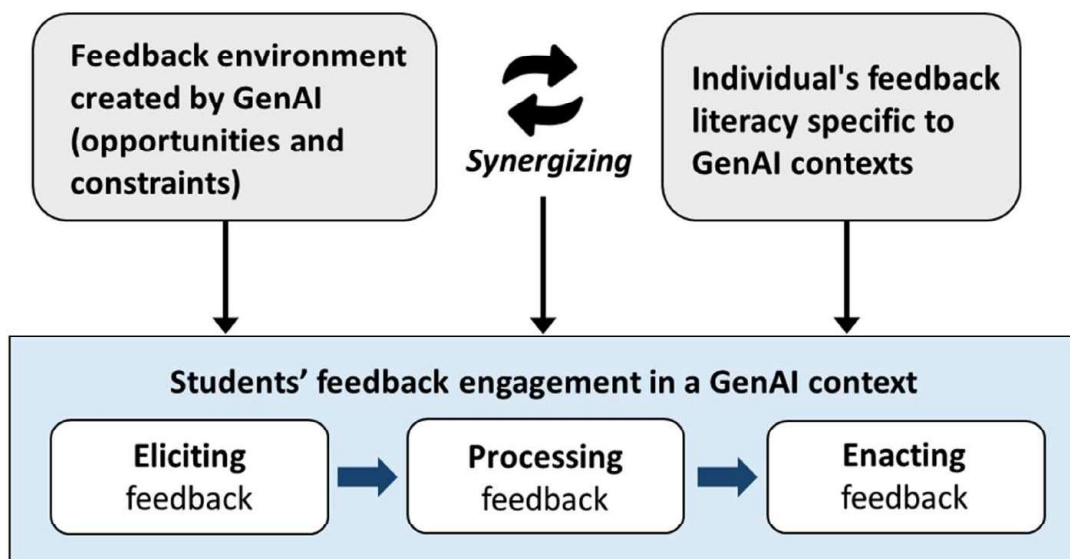 Feedback environment
created by GenAI
(opportunities and
constraints)
Synergizing
Individual's feedback
literacy specific to
GenAI contexts
Students’ feedback engagement in a GenAI context
Eliciting
feedback
Processing
feedback
Enacting
feedback